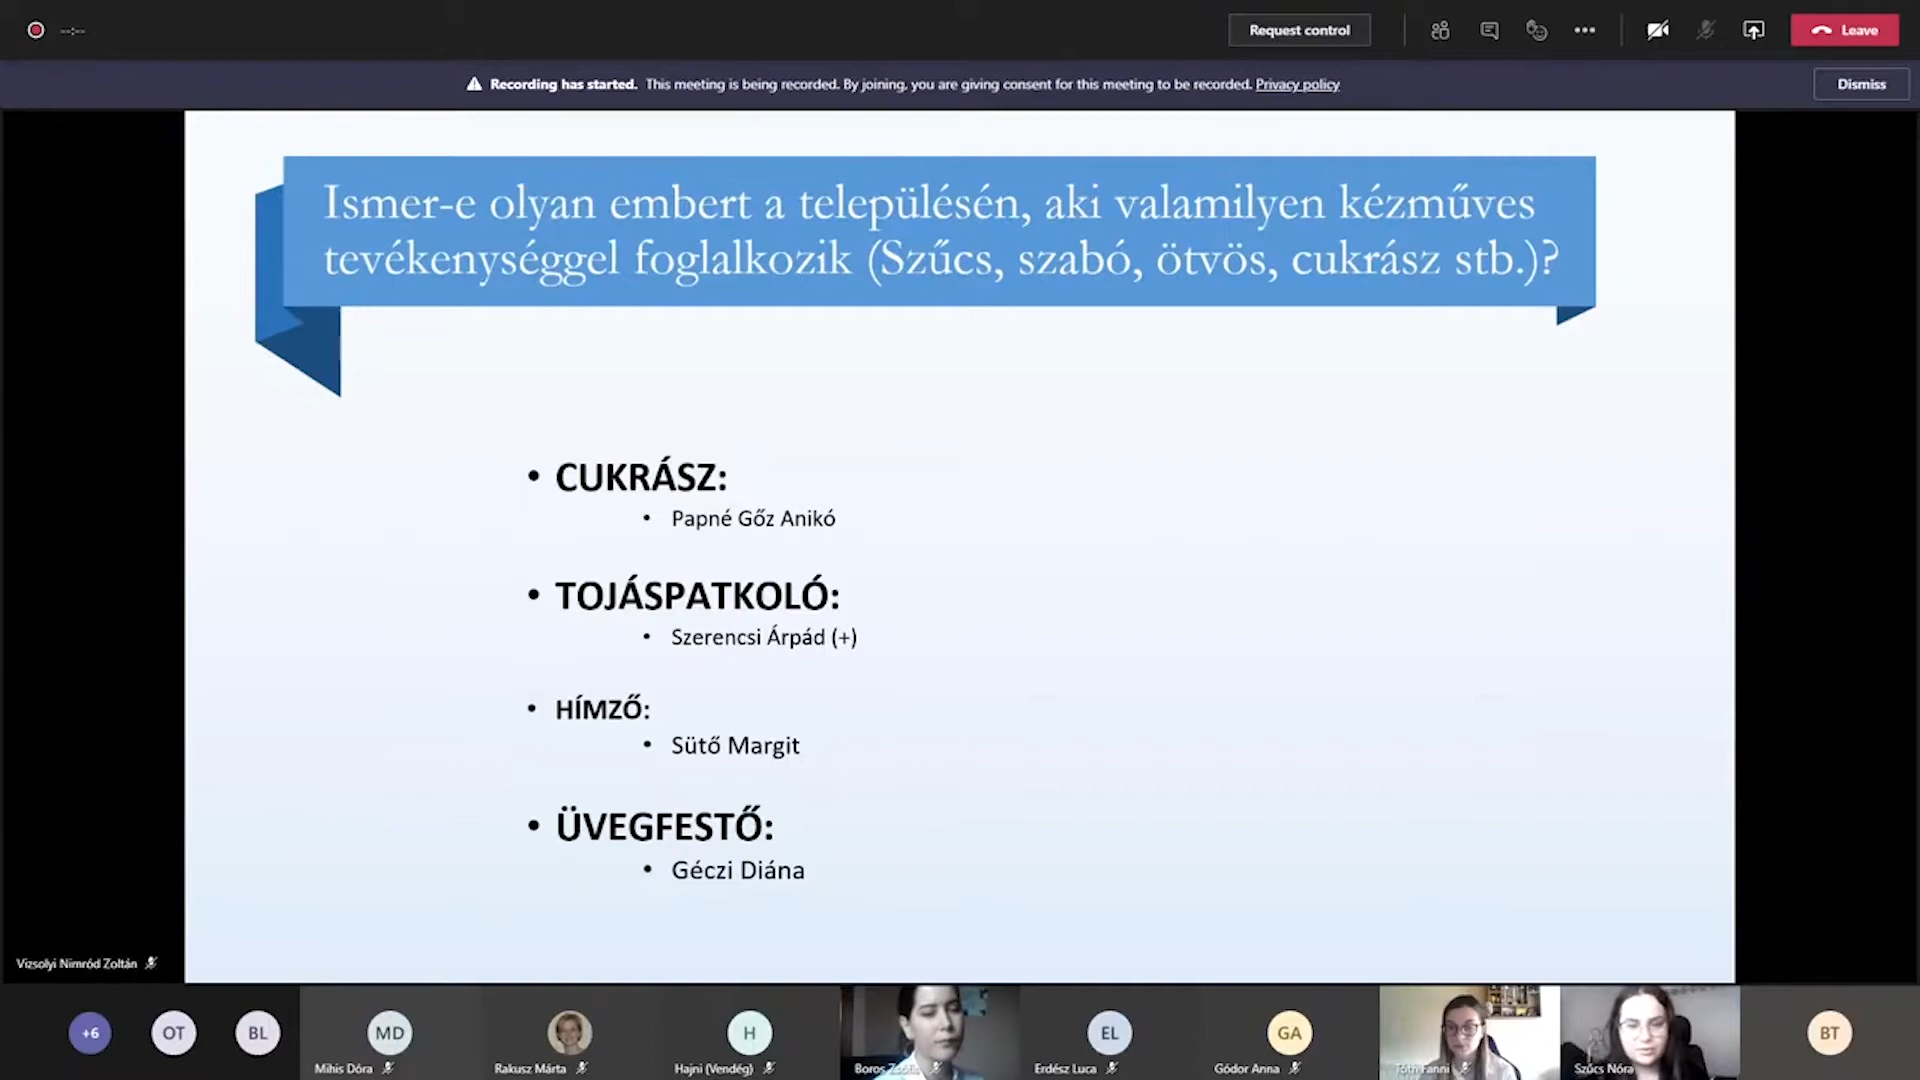 --:--
Request control
Leave
Recording has started. This meeting is being recorded. By joining, you are giving consent for this meeting to be recorded. Privacy policy
Dismiss
Ismer-e olyan embert a településén, aki valamilyen kézműves
tevékenységgel foglalkozik (Szűcs, szabó, ötvös, cukrász stb.)?
• CUKRÁSZ:
• Papné Gőz Anikó
• TOJÁSPATKOLÓ:
• Szerencsi Árpád (+)
• HÍMZŐ:
• Sütő Margit
• ÜVEGFESTŐ:
• Géczi Diána
Vizsolyi Nimród Zoltán
+6
OT
BL
MD
H
EL
GA
BT
Mihis Dóra
Rakusz Márta
Hajni (Vendég)
Boros
Erdész Luca
Gódor Anna
Tóth Fanni
Szűcs Nóra